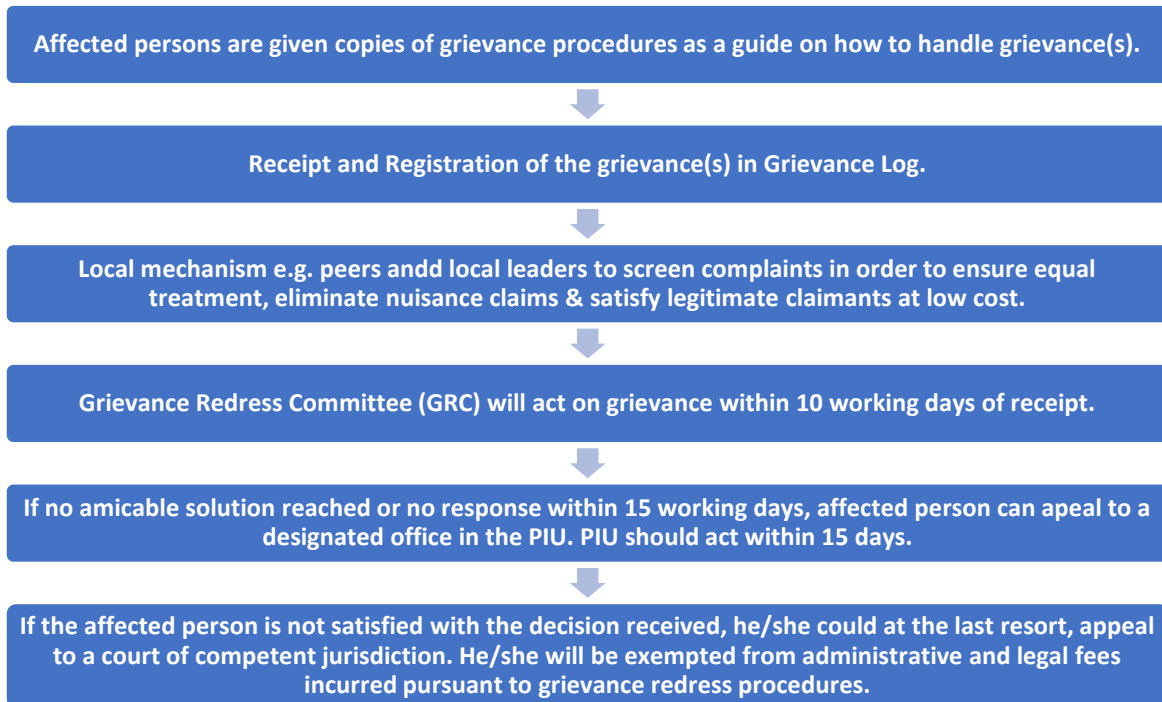 Affected persons are given copies of grievance procedures as a guide on how to handle grievance(s).
Receipt and Registration of the grievance(s) in Grievance Log.
Local mechanism e.g. peers andd local leaders to screen complaints in order to ensure equal
treatment, eliminate nuisance claims & satisfy legitimate claimants at low cost.
Grievance Redress Committee (GRC) will act on grievance within 10 working days of receipt.
If no amicable solution reached or no response within 15 working days, affected person can apeal to a
designated office in the PIU. PIU should act within 15 days.
If the affected person is not satisfied with the decision received, he/she could at the last resort, appeal
to a court of competent jurisdiction. He/she will be exempted from administrative and legal fees
incurred pursuant to grievance redress procedures.